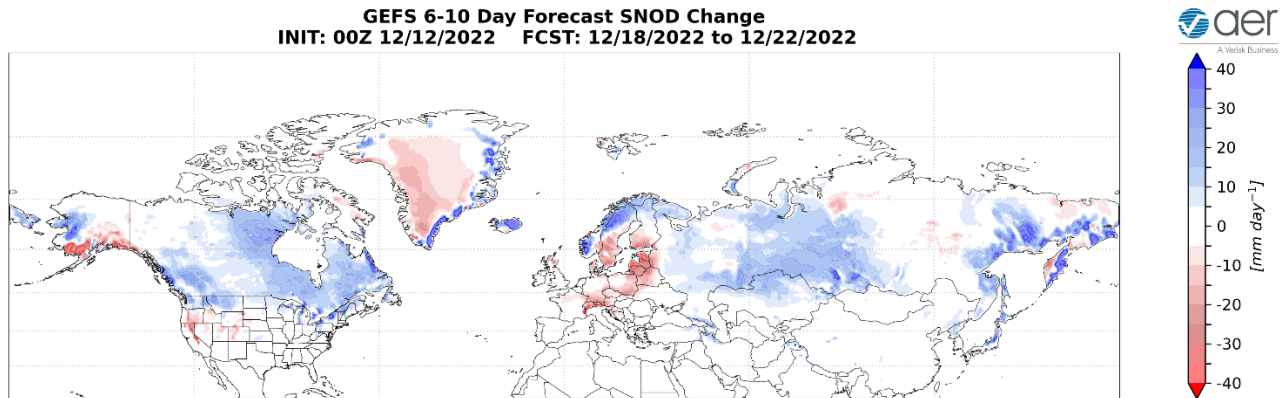 GEFS 6-10 Day Forecast SNOD Change
INIT: 00Z 12/12/2022 FCST: 12/18/2022 to 12/22/2022
aer
A Verisk Business
40
30
20
10
0
-10
-20
-30
-40
[mm day⁻¹]